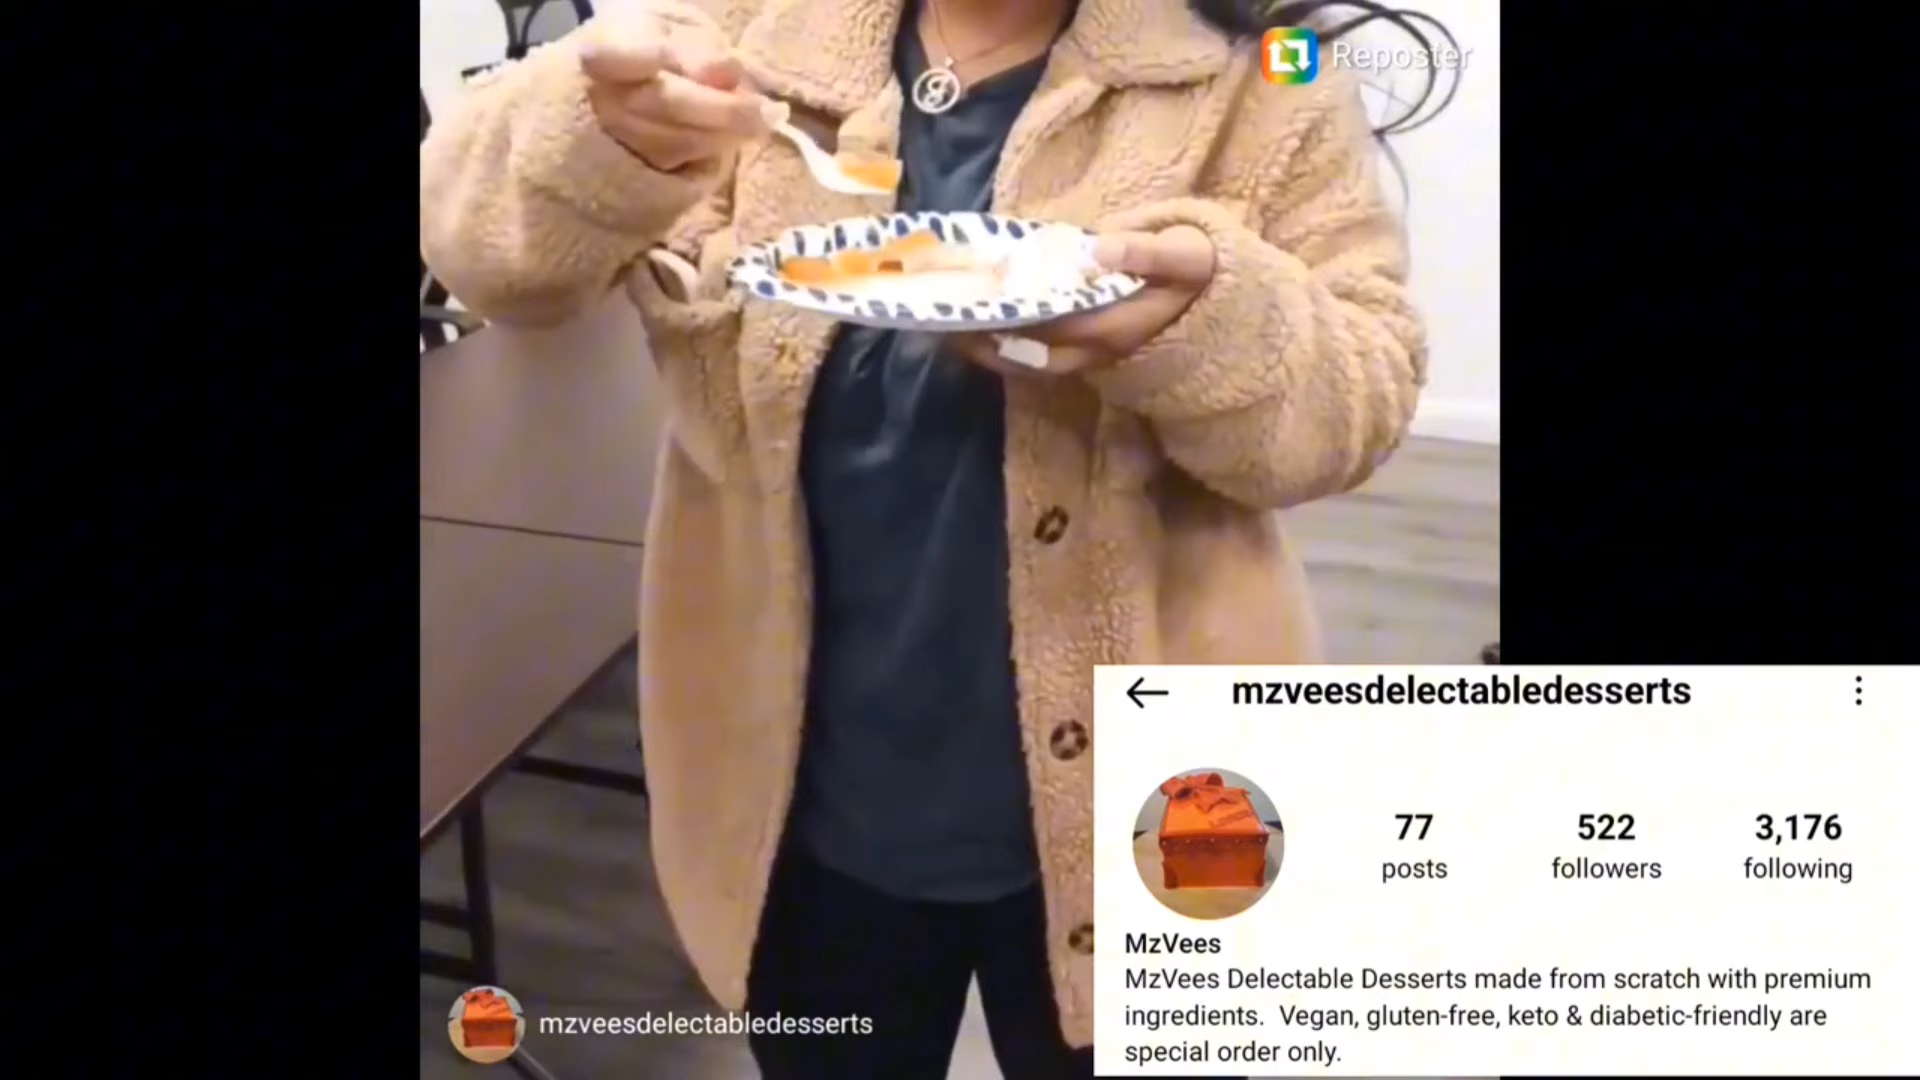 Reposter
mzveesdelectabledesserts
77
posts
522
followers
3,176
following
MzVees
MzVees Delectable Desserts made from scratch with premium
ingredients.  Vegan, gluten-free, keto & diabetic-friendly are
special order only.
mzveesdelectabledesserts